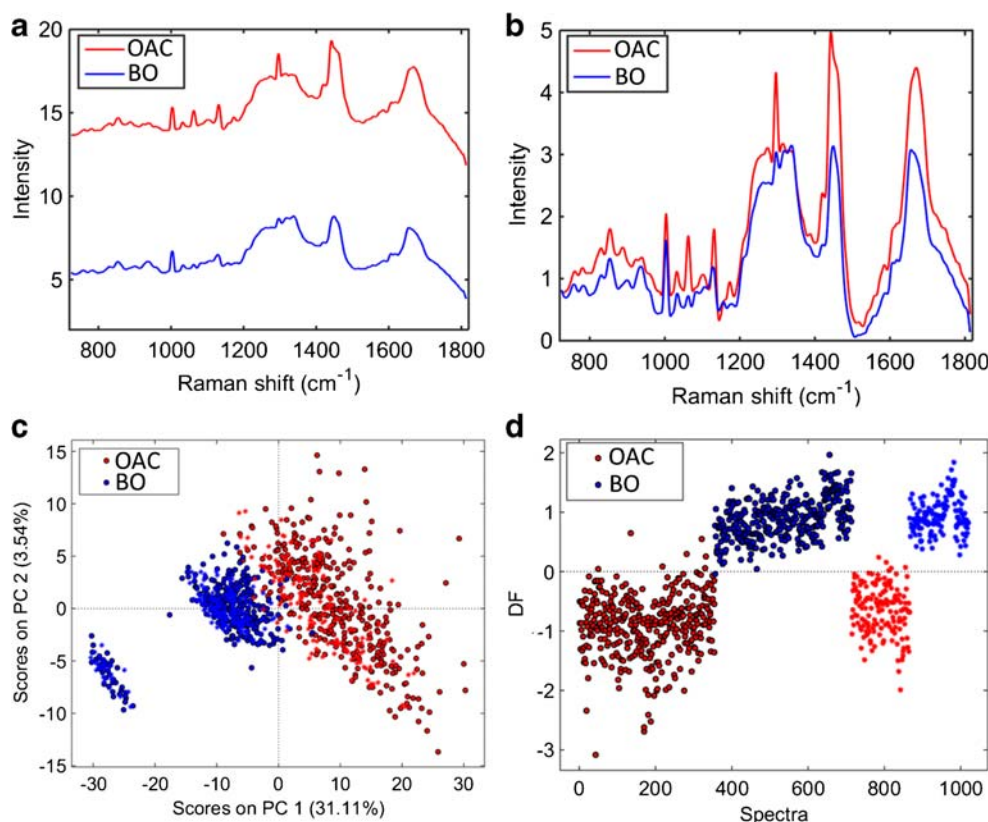 a
20
15
10
5
OAC
BO
Intensity
800 1000 1200 1400 1600 1800
Raman shift (cm⁻¹)
b
5
4
3
2
1
0
OAC
BO
Intensity
800 1000 1200 1400 1600 1800
Raman shift (cm⁻¹)
c
15
10
5
0
-5
-10
-15
OAC
BO
Scores on PC 2 (3.54%)
-30 -20 -10 0 10 20 30
Scores on PC 1 (31.11%)
d
2
1
0
-1
-2
-3
OAC
BO
DF
0 200 400 600 800 1000
Spectra